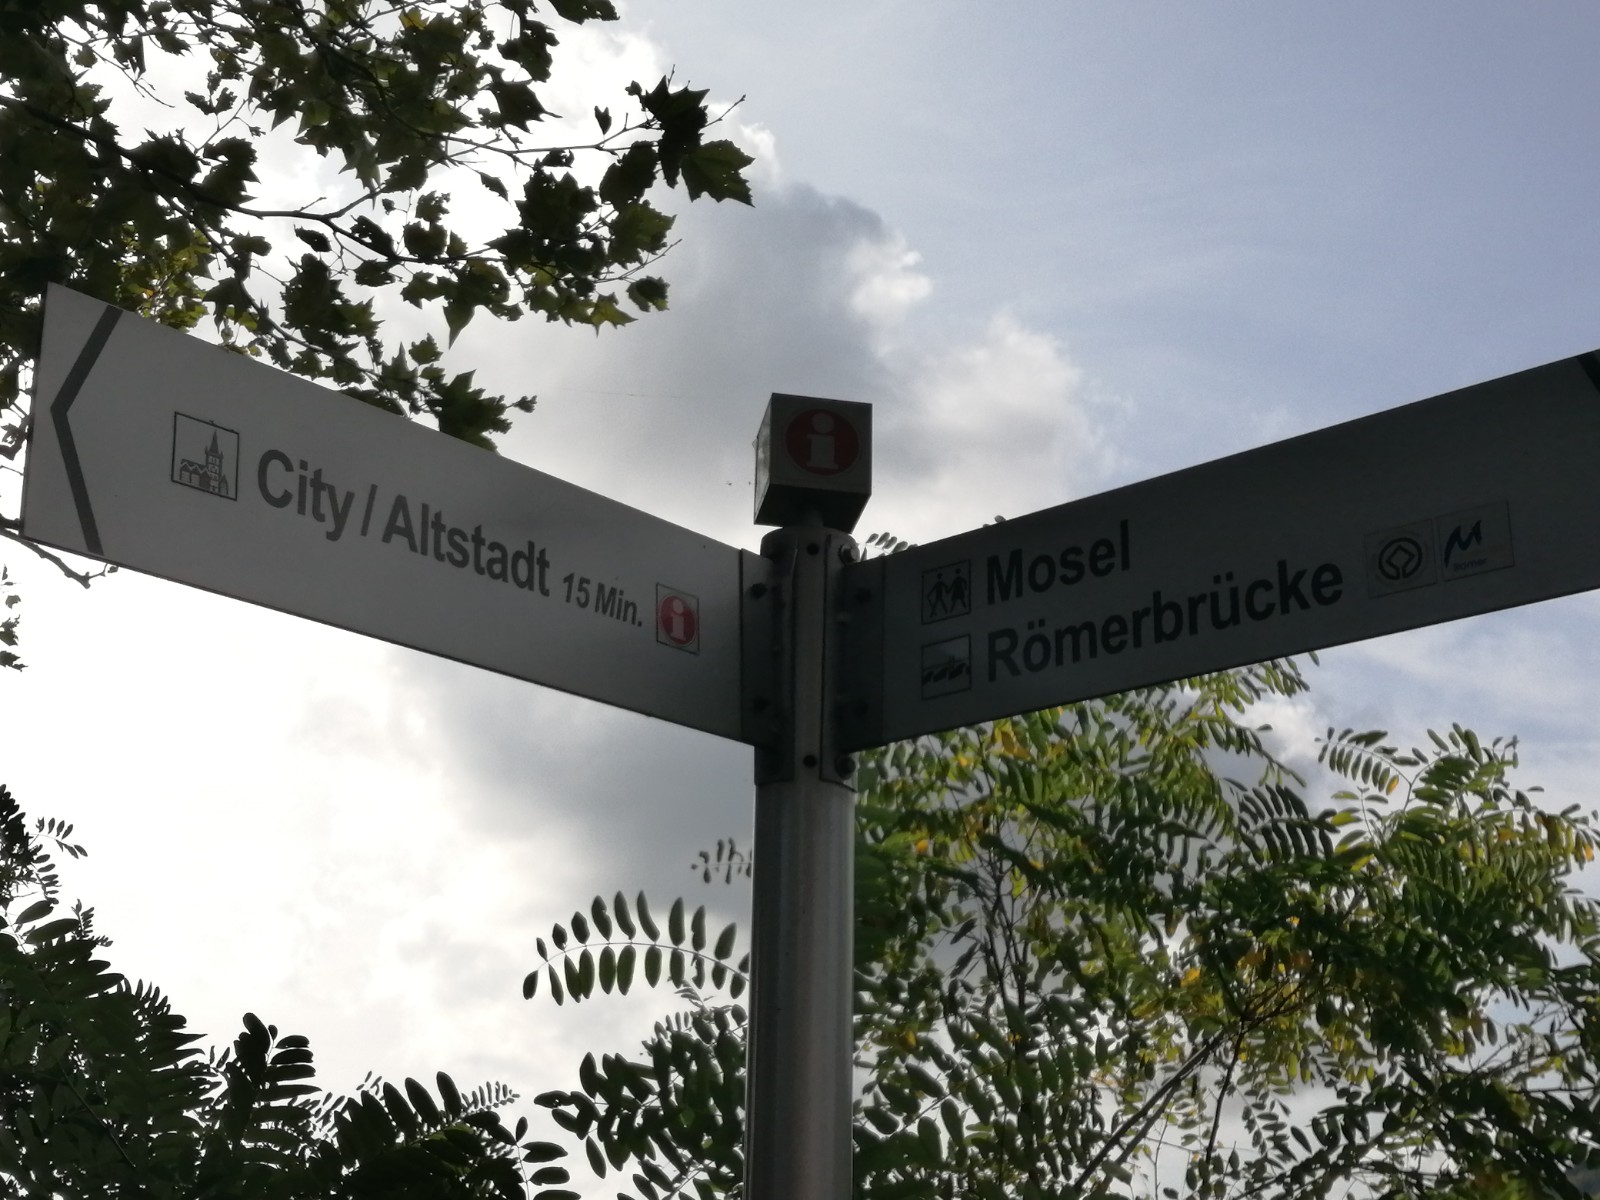 i
City / Altstadt 15 Min. i
Mosel
Römerbrücke